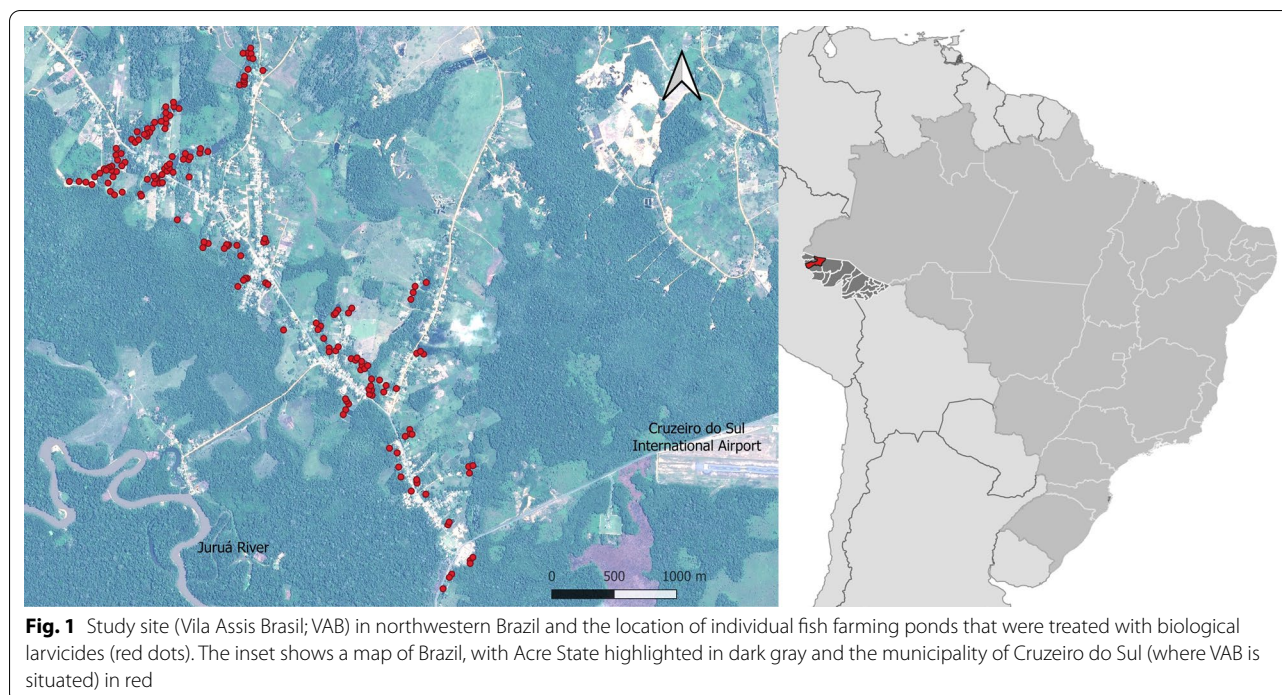 Cruzeiro do Sul
International Airport
Juruá River
0 500 1000 m
Fig. 1 Study site (Vila Assis Brasil; VAB) in northwestern Brazil and the location of individual fish farming ponds that were treated with biological
larvicides (red dots). The inset shows a map of Brazil, with Acre State highlighted in dark gray and the municipality of Cruzeiro do Sul (where VAB is
situated) in red